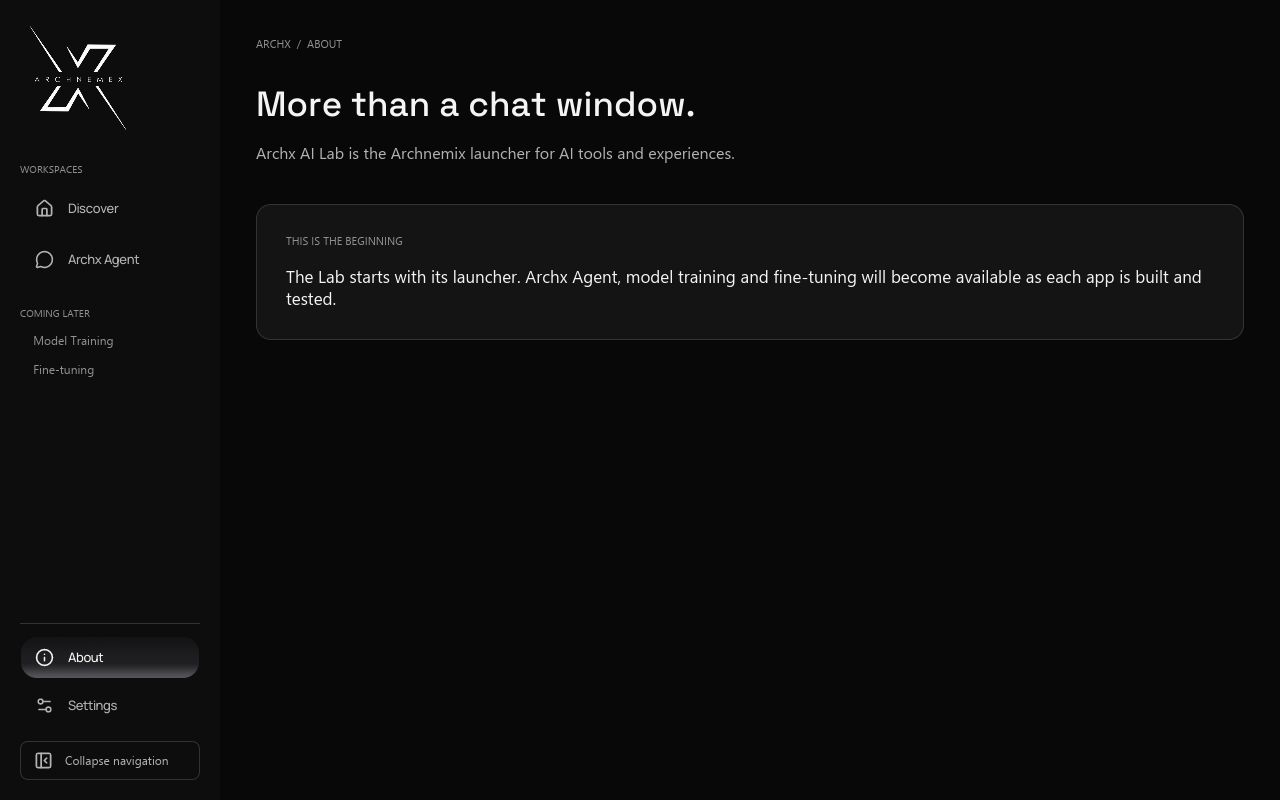 ARCHNEMEX
WORKSPACES
Discover
Archx Agent
COMING LATER
Model Training
Fine-tuning
About
Settings
Collapse navigation
ARCHX / ABOUT
More than a chat window.
Archx AI Lab is the Archnemix launcher for AI tools and experiences.
THIS IS THE BEGINNING
The Lab starts with its launcher. Archx Agent, model training and fine-tuning will become available as each app is built and
tested.